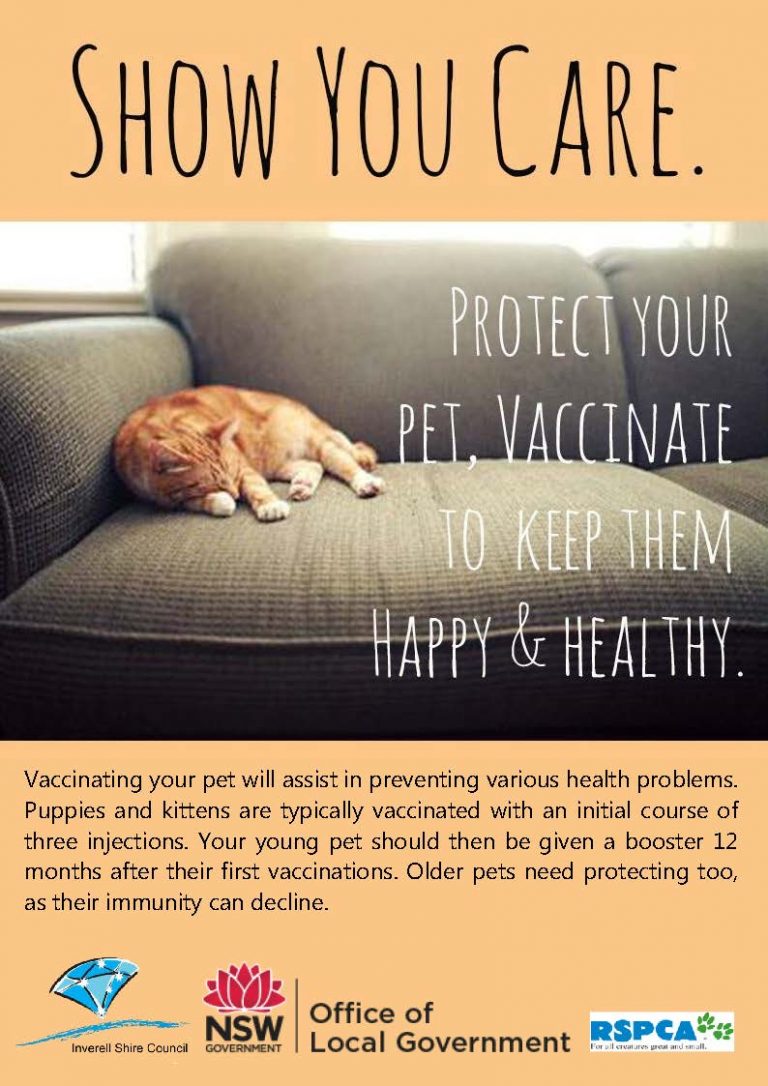 Show You Care.
Protect your
pet, Vaccinate
to keep them
Happy & healthy.
Vaccinating your pet will assist in preventing various health problems.
Puppies and kittens are typically vaccinated with an initial course of
three injections. Your young pet should then be given a booster 12
months after their first vaccinations. Older pets need protecting too,
as their immunity can decline.
Inverell Shire Council
NSW
GOVERNMENT
Office of
Local Government
RSPCA
For all creatures great and small.